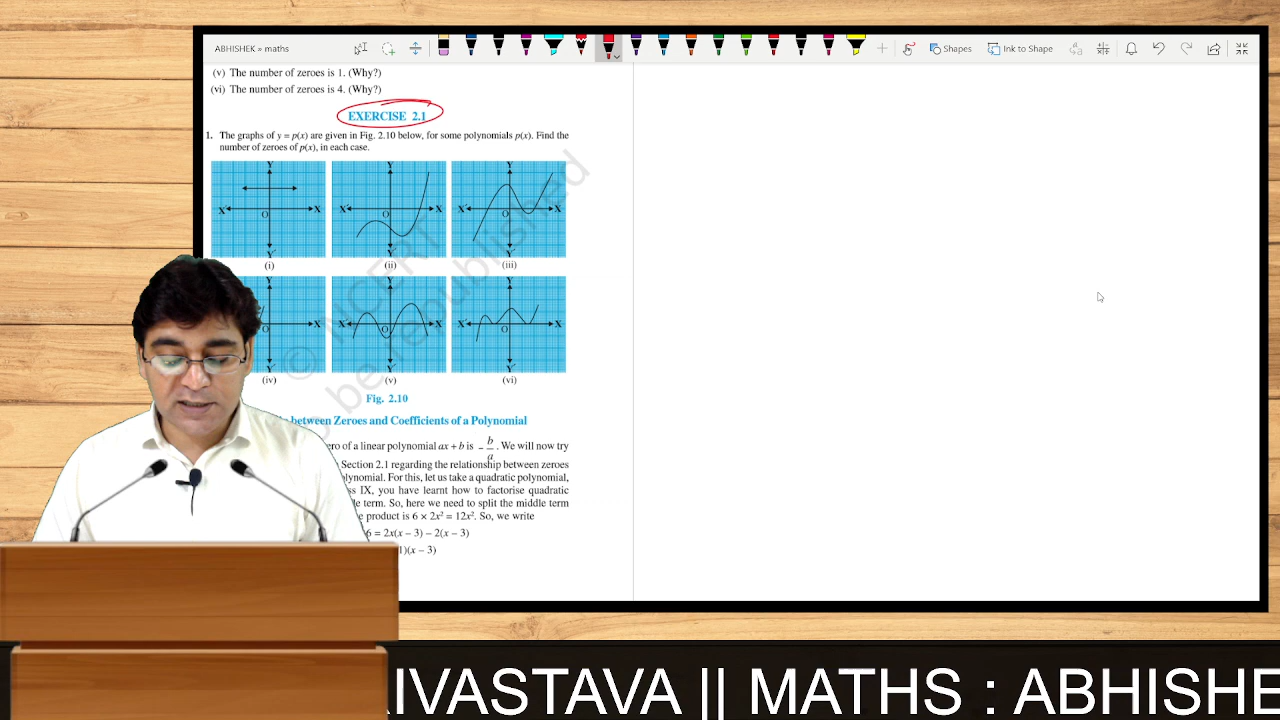 ABHISHEK » maths
Shapes
Ink to Shape
(v) The number of zeroes is 1. (Why?)
(vi) The number of zeroes is 4. (Why?)
EXERCISE 2.1
1. The graphs of y = p(x) are given in Fig. 2.10 below, for some polynomials p(x). Find the
number of zeroes of p(x), in each case.
Y Y Y
X' O X X' O X X' O X
Y' Y' Y'
(i) (ii) (iii)
Y Y Y
O X X' O X X' O X
Y' Y' Y'
(iv) (v) (vi)
Fig. 2.10
between Zeroes and Coefficients of a Polynomial
of a linear polynomial ax + b is – b/a. We will now try
Section 2.1 regarding the relationship between zeroes
For this, let us take a quadratic polynomial,
IX, you have learnt how to factorise quadratic
term. So, here we need to split the middle term
product is 6 × 2x² = 12x². So, we write
6 = 2x(x – 3) – 2(x – 3)
1)(x – 3)
© NCERT
be republished
IVASTAVA || MATHS : ABHISHE